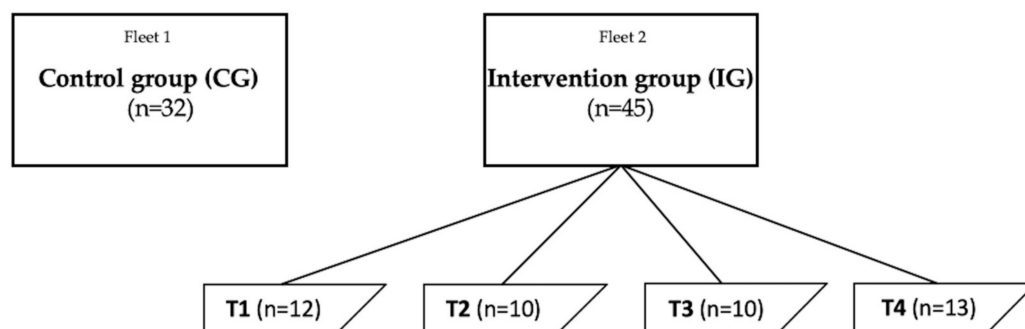 Fleet 1
Control group (CG)
(n=32)
Fleet 2
Intervention group (IG)
(n=45)
T1 (n=12)
T2 (n=10)
T3 (n=10)
T4 (n=13)